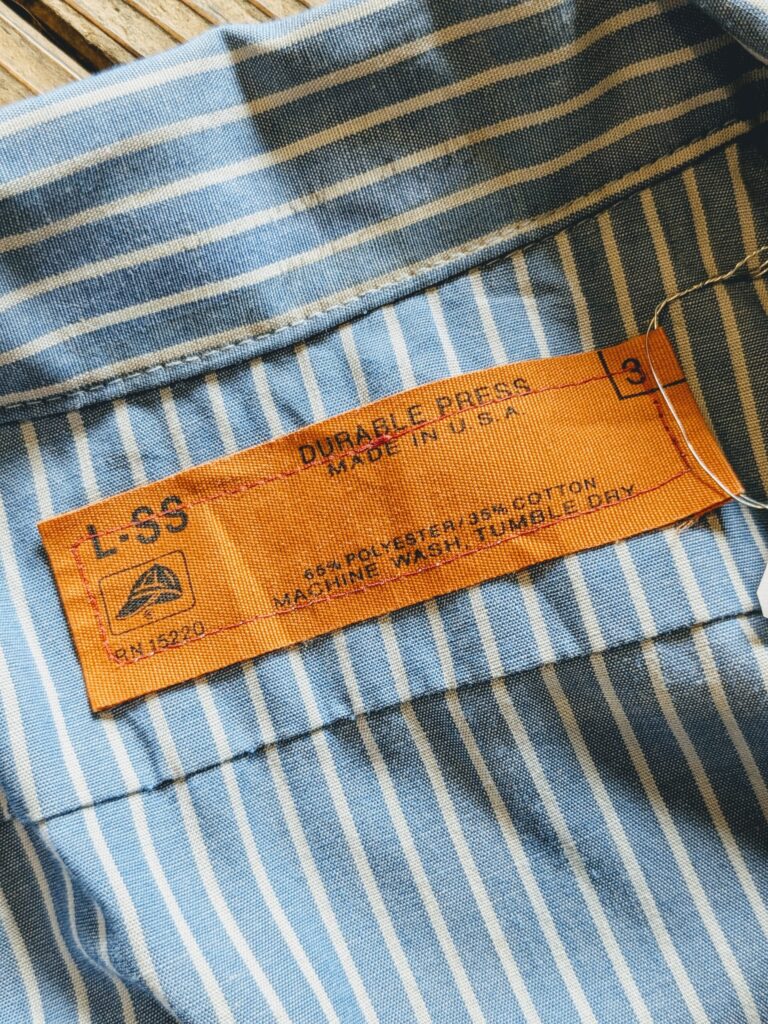 DURABLE PRESS
3
MADE IN U.S.A.
L-SS
65% POLYESTER/35% COTTON
MACHINE WASH, TUMBLE DRY
RN 15220